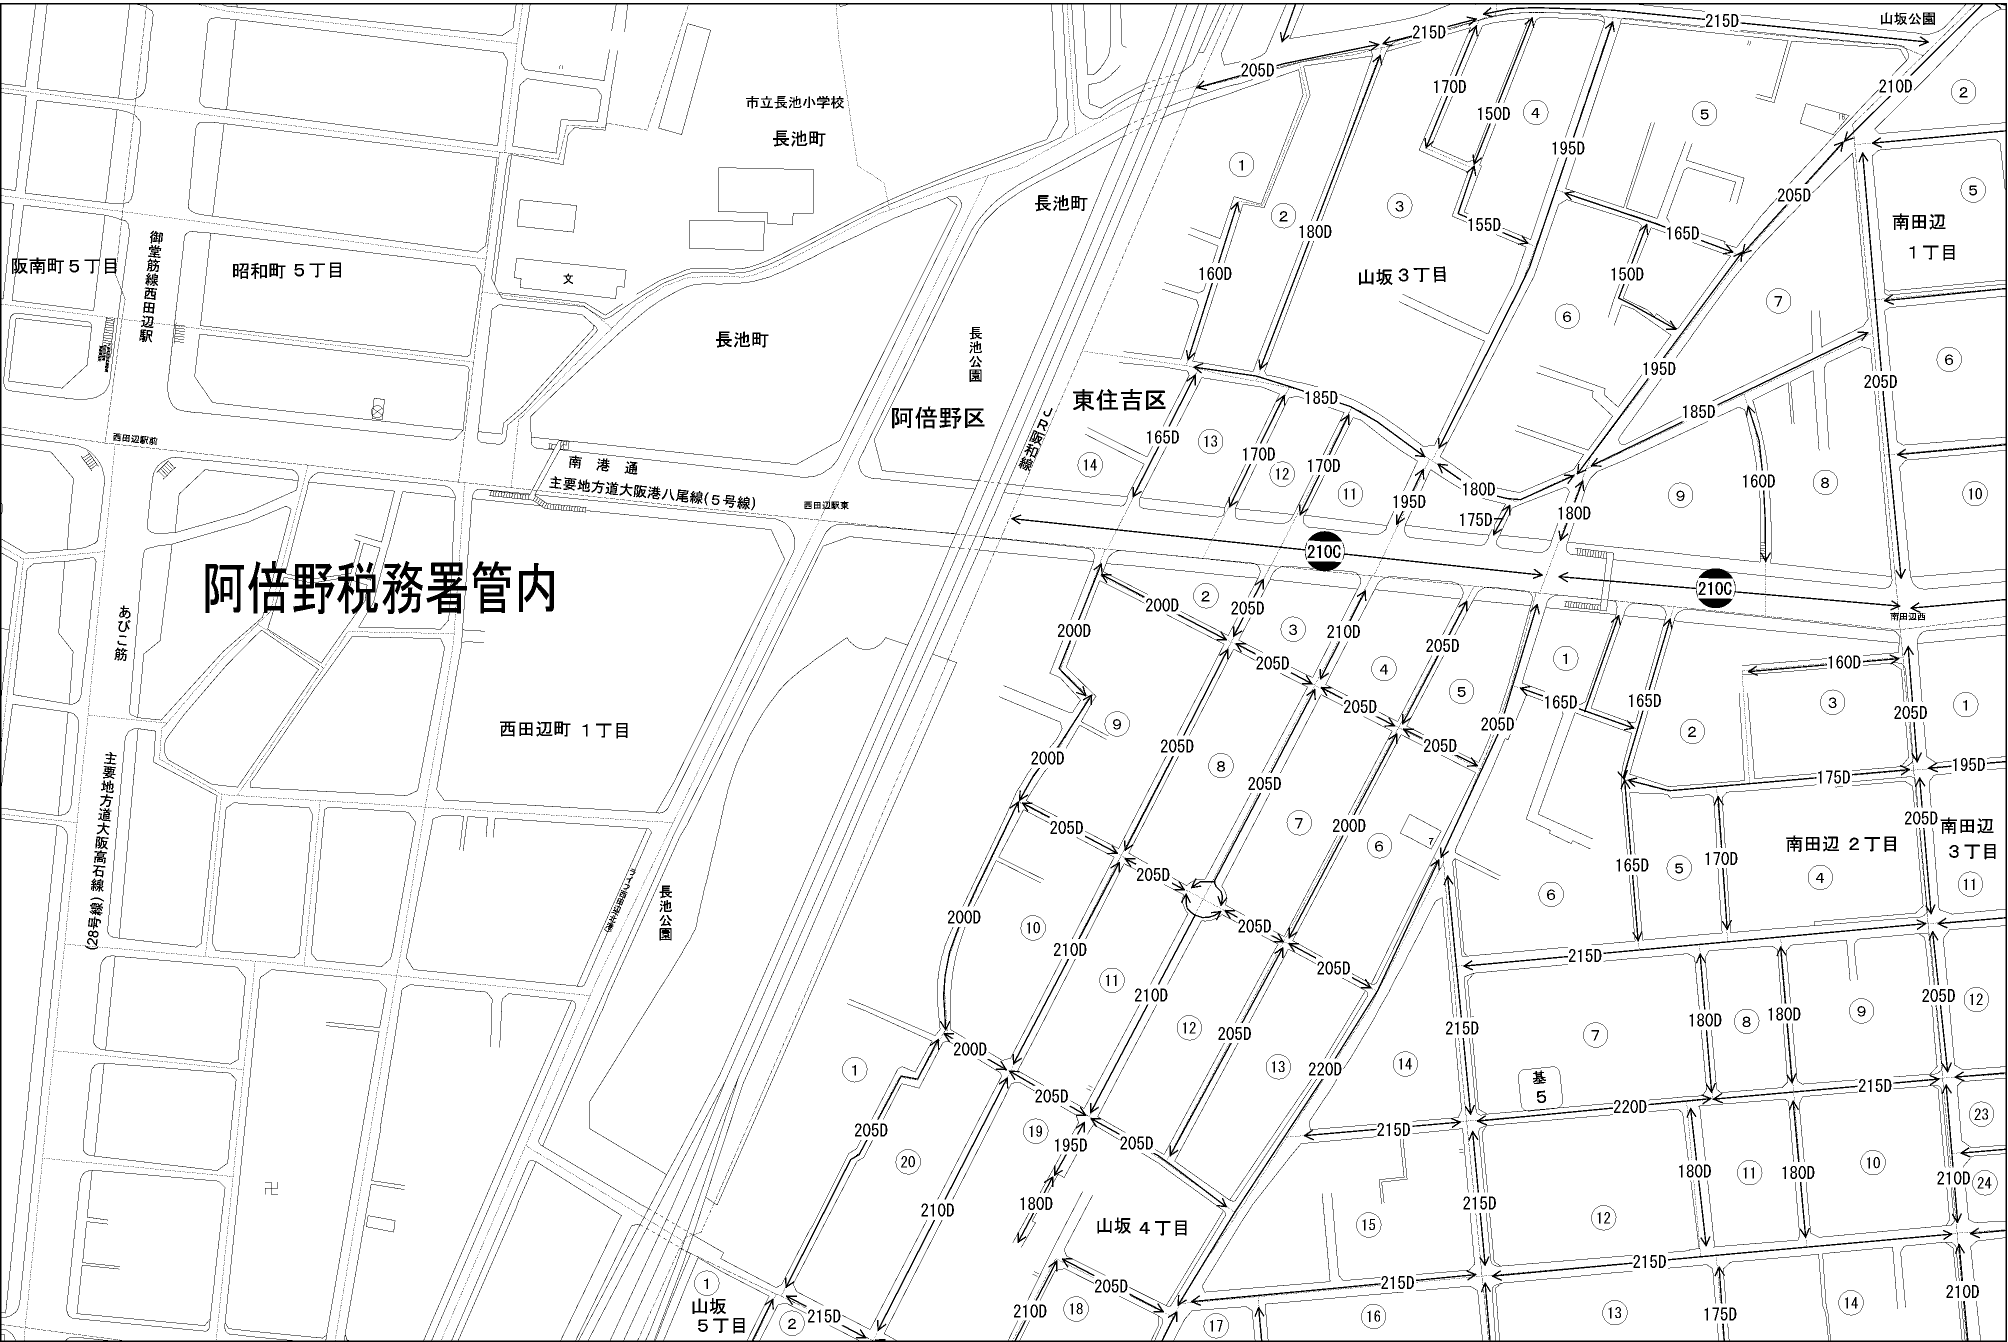 215D
山坂公園
215D
205D
170D
150D
④
⑤
210D
②
市立長池小学校
長池町
195D
①
205D
⑤
長池町
②
③
180D
155D
165D
南田辺
１丁目
阪南町５丁目
御堂筋線西田辺駅
昭和町５丁目
文
160D
山坂３丁目
150D
⑦
⑥
長池町
長池公園
⑥
195D
205D
阿倍野区
東住吉区
185D
185D
ＪＲ阪和線
165D
⑬
170D
⑫
170D
⑪
⑭
195D
180D
⑨
160D
⑧
⑩
西田辺駅前
南港通
主要地方道大阪港八尾線(５号線)
西田辺駅東
175D
180D
210C
210C
阿倍野税務署管内
あびこ筋
南田辺西
②
200D
205D
200D
③
210D
205D
205D
④
205D
①
160D
⑤
165D
165D
③
205D
①
⑨
205D
205D
②
西田辺町１丁目
200D
205D
⑧
205D
205D
175D
195D
主要地方道大阪高石線
(28号線)
205D
⑦
200D
⑥
205D
南田辺２丁目
南田辺
３丁目
165D
⑤
170D
④
⑪
205D
⑥
長池公園
200D
⑩
210D
205D
205D
215D
⑪
210D
⑫
205D
215D
⑦
180D
⑧
180D
⑨
205D
⑫
①
200D
205D
⑬
220D
⑭
基
5
220D
215D
205D
⑲
195D
205D
215D
㉓
⑳
180D
⑪
180D
⑩
210D
㉔
210D
180D
山坂４丁目
⑮
215D
⑫
①
山坂
５丁目
②
215D
205D
210D
⑱
215D
215D
⑰
⑯
⑬
175D
⑭
210D